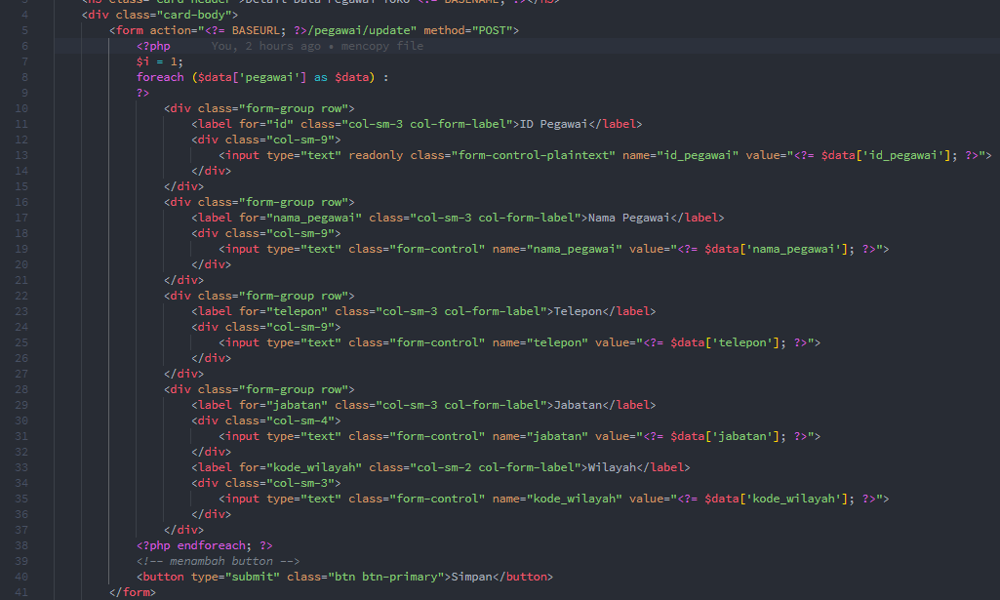 4 <div class="card-body">
5 <form action="<?= BASEURL; ?>/pegawai/update" method="POST">
6 <?php You, 2 hours ago • mencopy file
7 $i = 1;
8 foreach ($data['pegawai'] as $data) :
9 ?>
10 <div class="form-group row">
11 <label for="id" class="col-sm-3 col-form-label">ID Pegawai</label>
12 <div class="col-sm-9">
13 <input type="text" readonly class="form-control-plaintext" name="id_pegawai" value="<?= $data['id_pegawai']; ?>">
14 </div>
15 </div>
16 <div class="form-group row">
17 <label for="nama_pegawai" class="col-sm-3 col-form-label">Nama Pegawai</label>
18 <div class="col-sm-9">
19 <input type="text" class="form-control" name="nama_pegawai" value="<?= $data['nama_pegawai']; ?>">
20 </div>
21 </div>
22 <div class="form-group row">
23 <label for="telepon" class="col-sm-3 col-form-label">Telepon</label>
24 <div class="col-sm-9">
25 <input type="text" class="form-control" name="telepon" value="<?= $data['telepon']; ?>">
26 </div>
27 </div>
28 <div class="form-group row">
29 <label for="jabatan" class="col-sm-3 col-form-label">Jabatan</label>
30 <div class="col-sm-4">
31 <input type="text" class="form-control" name="jabatan" value="<?= $data['jabatan']; ?>">
32 </div>
33 <label for="kode_wilayah" class="col-sm-2 col-form-label">Wilayah</label>
34 <div class="col-sm-3">
35 <input type="text" class="form-control" name="kode_wilayah" value="<?= $data['kode_wilayah']; ?>">
36 </div>
37 </div>
38 <?php endforeach; ?>
39 <!-- menambah button -->
40 <button type="submit" class="btn btn-primary">Simpan</button>
41 </form>